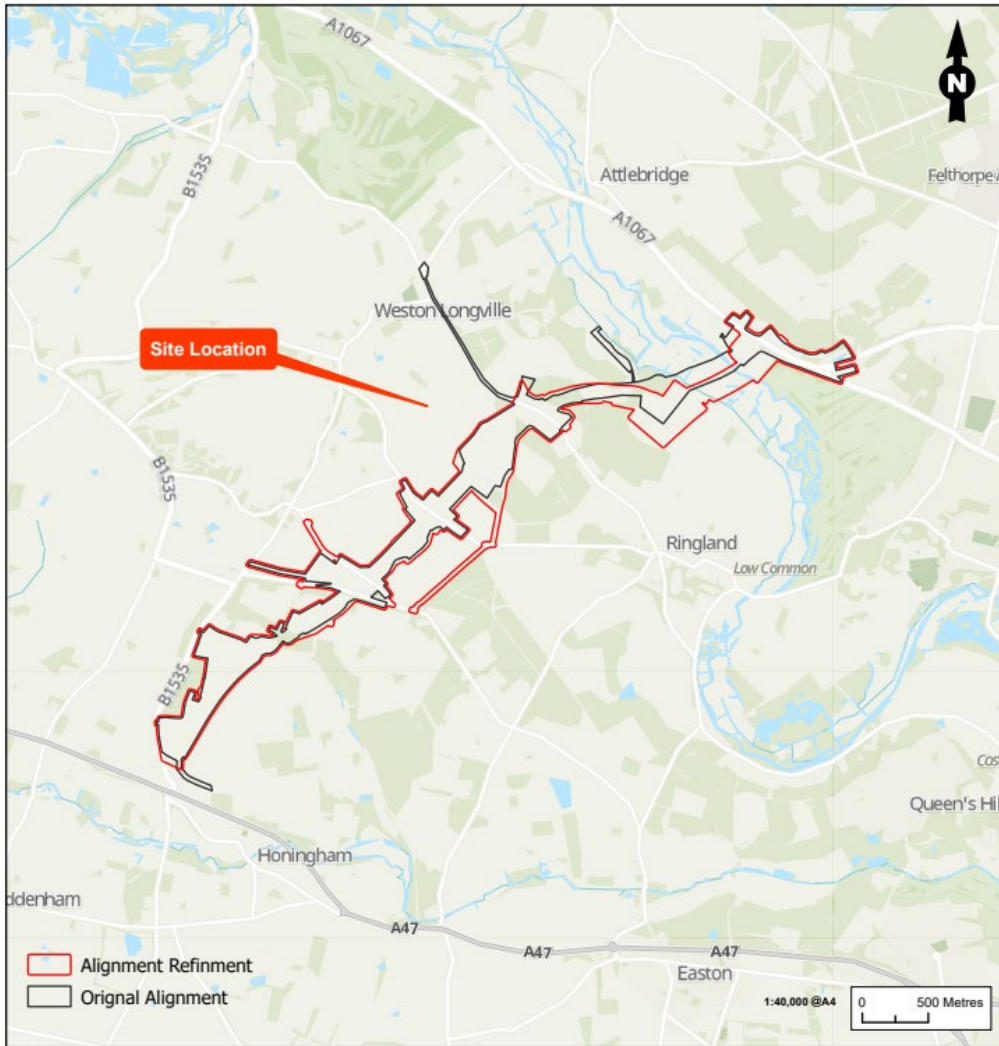 A1067
N
B1535
Attlebridge
Felthorpe
A1067
Weston Longville
Site Location
B1535
Ringland
Low Common
B1535
Queen's Hil
Honingham
ddenham
A47
A47
A47
Easton
Alignment Refinment
Orignal Alignment
1:40,000 @A4
0 500 Metres